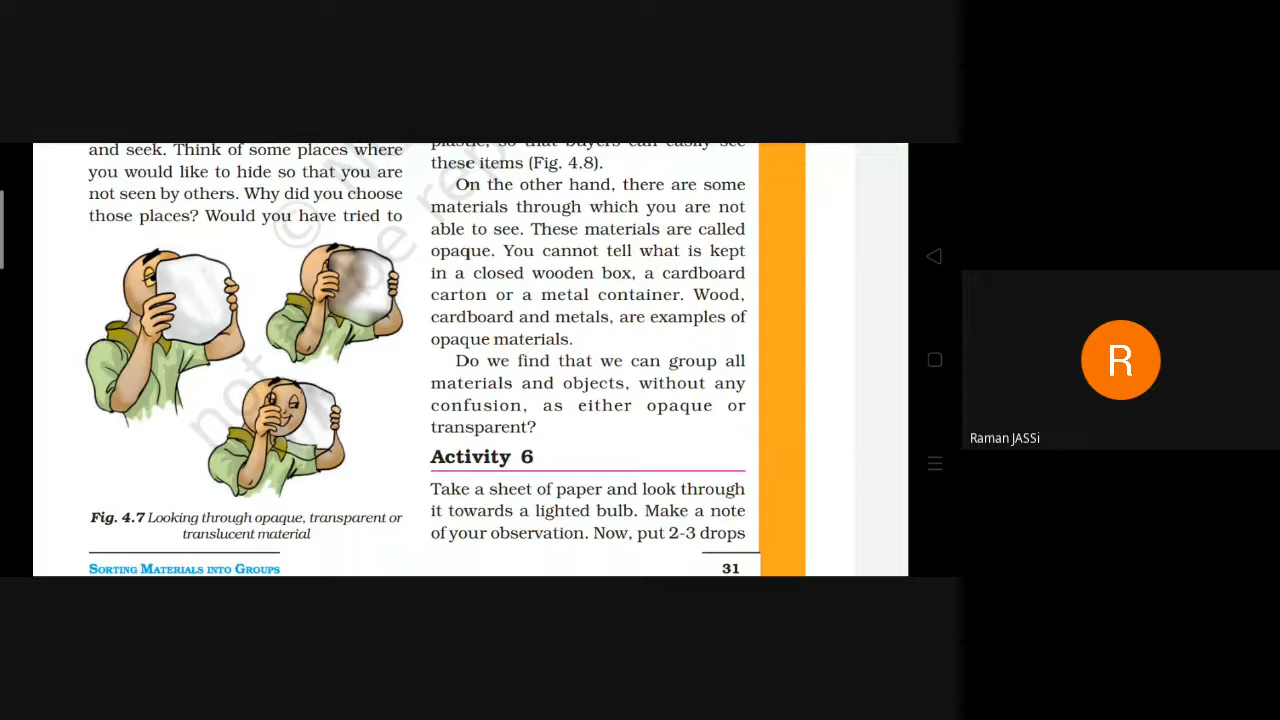 and seek. Think of some places where
you would like to hide so that you are
not seen by others. Why did you choose
those places? Would you have tried to
Fig. 4.7 Looking through opaque, transparent or
translucent material
SORTING MATERIALS INTO GROUPS
plastic, so that buyers can easily see
these items (Fig. 4.8).
On the other hand, there are some
materials through which you are not
able to see. These materials are called
opaque. You cannot tell what is kept
in a closed wooden box, a cardboard
carton or a metal container. Wood,
cardboard and metals, are examples of
opaque materials.
Do we find that we can group all
materials and objects, without any
confusion, as either opaque or
transparent?
Activity 6
Take a sheet of paper and look through
it towards a lighted bulb. Make a note
of your observation. Now, put 2-3 drops
31
R
Raman JASSi